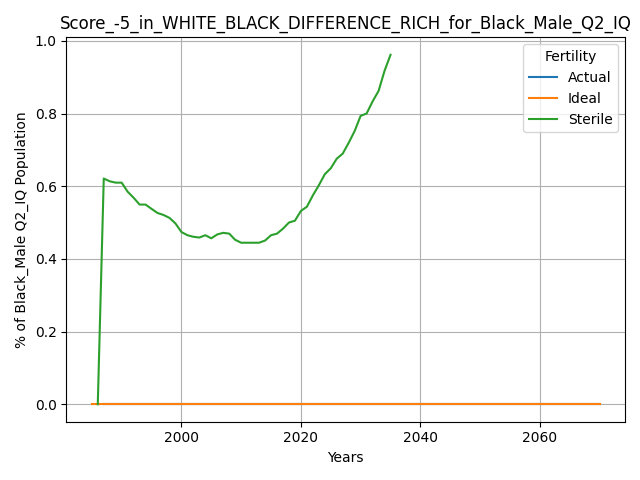 Score_-5_in_WHITE_BLACK_DIFFERENCE_RICH_for_Black_Male_Q2_IQ
1.0
0.8
0.6
0.4
0.2
0.0
% of Black_Male Q2_IQ Population
Fertility
Actual
Ideal
Sterile
2000
2020
2040
2060
Years